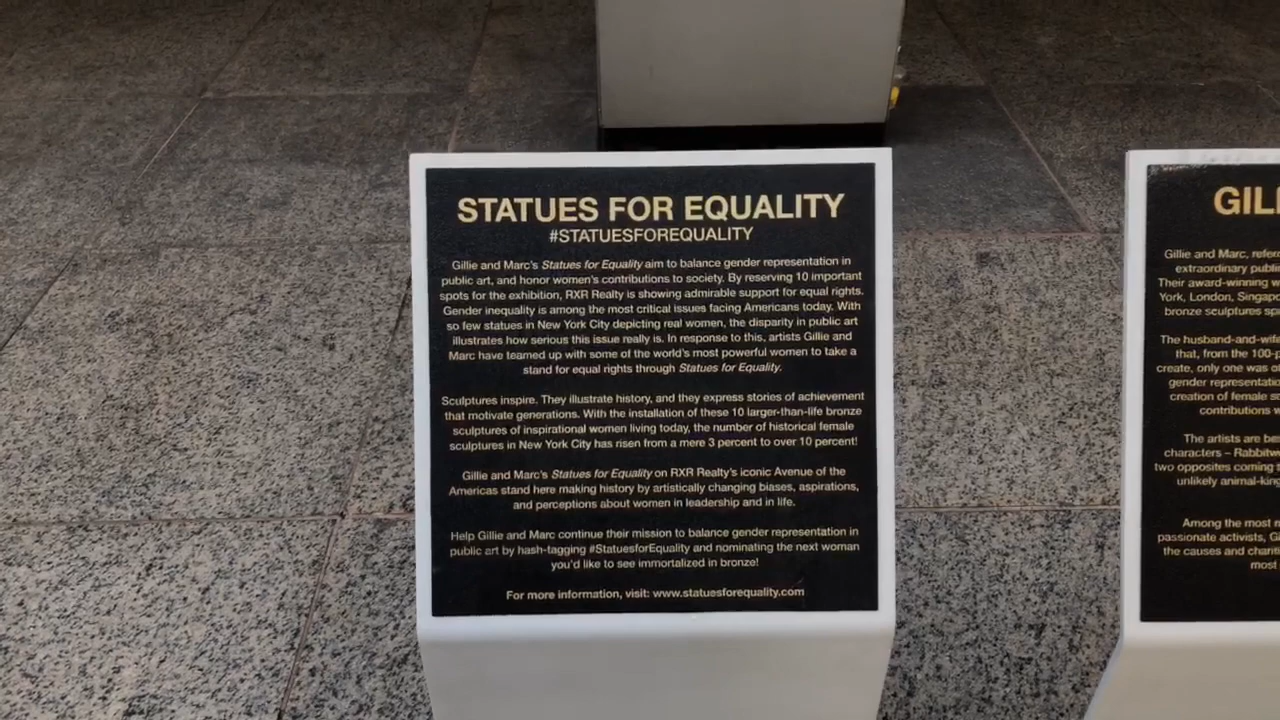 STATUES FOR EQUALITY
#STATUESFOREQUALITY
Gillie and Marc's Statues for Equality aim to balance gender representation in
public art, and honor women's contributions to society. By reserving 10 important
spots for the exhibition, RXR Realty is showing admirable support for equal rights.
Gender inequality is among the most critical issues facing Americans today. With
so few statues in New York City depicting real women, the disparity in public art
illustrates how serious this issue really is. In response to this, artists Gillie and
Marc have teamed up with some of the world's most powerful women to take a
stand for equal rights through Statues for Equality.
Sculptures inspire. They illustrate history, and they express stories of achievement
that motivate generations. With the installation of these 10 larger-than-life bronze
sculptures of inspirational women living today, the number of historical female
sculptures in New York City has risen from a mere 3 percent to over 10 percent!
Gillie and Marc's Statues for Equality on RXR Realty's iconic Avenue of the
Americas stand here making history by artistically changing biases, aspirations,
and perceptions about women in leadership and in life.
Help Gillie and Marc continue their mission to balance gender representation in
public art by hash-tagging #StatuesforEquality and nominating the next woman
you'd like to see immortalized in bronze!
For more information, visit: www.statuesforequality.com
GIL
Gillie and Marc,
extraordinary
Their award-winning
York, London,
bronze sculptures
The husband-and-wife
that, from the
create, only one was
gender
creation of female
contributions
The artists are
characters –
two opposites coming
unlikely
Among the most
passionate activists,
the causes and
most